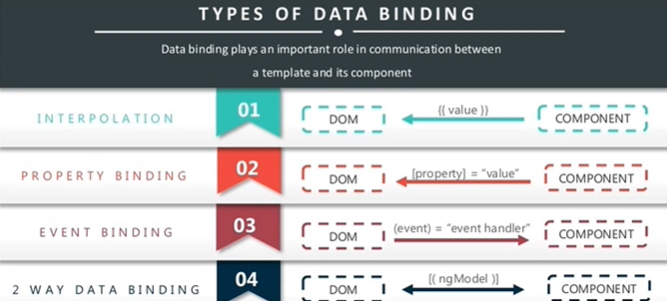 TYPES OF DATA BINDING
Data binding plays an important role in communication between
a template and its component
INTERPOLATION 01 DOM {{ value }} COMPONENT
PROPERTY BINDING 02 DOM [property] = "value" COMPONENT
EVENT BINDING 03 DOM (event) = "event handler" COMPONENT
2 WAY DATA BINDING 04 DOM [( ngModel )] COMPONENT